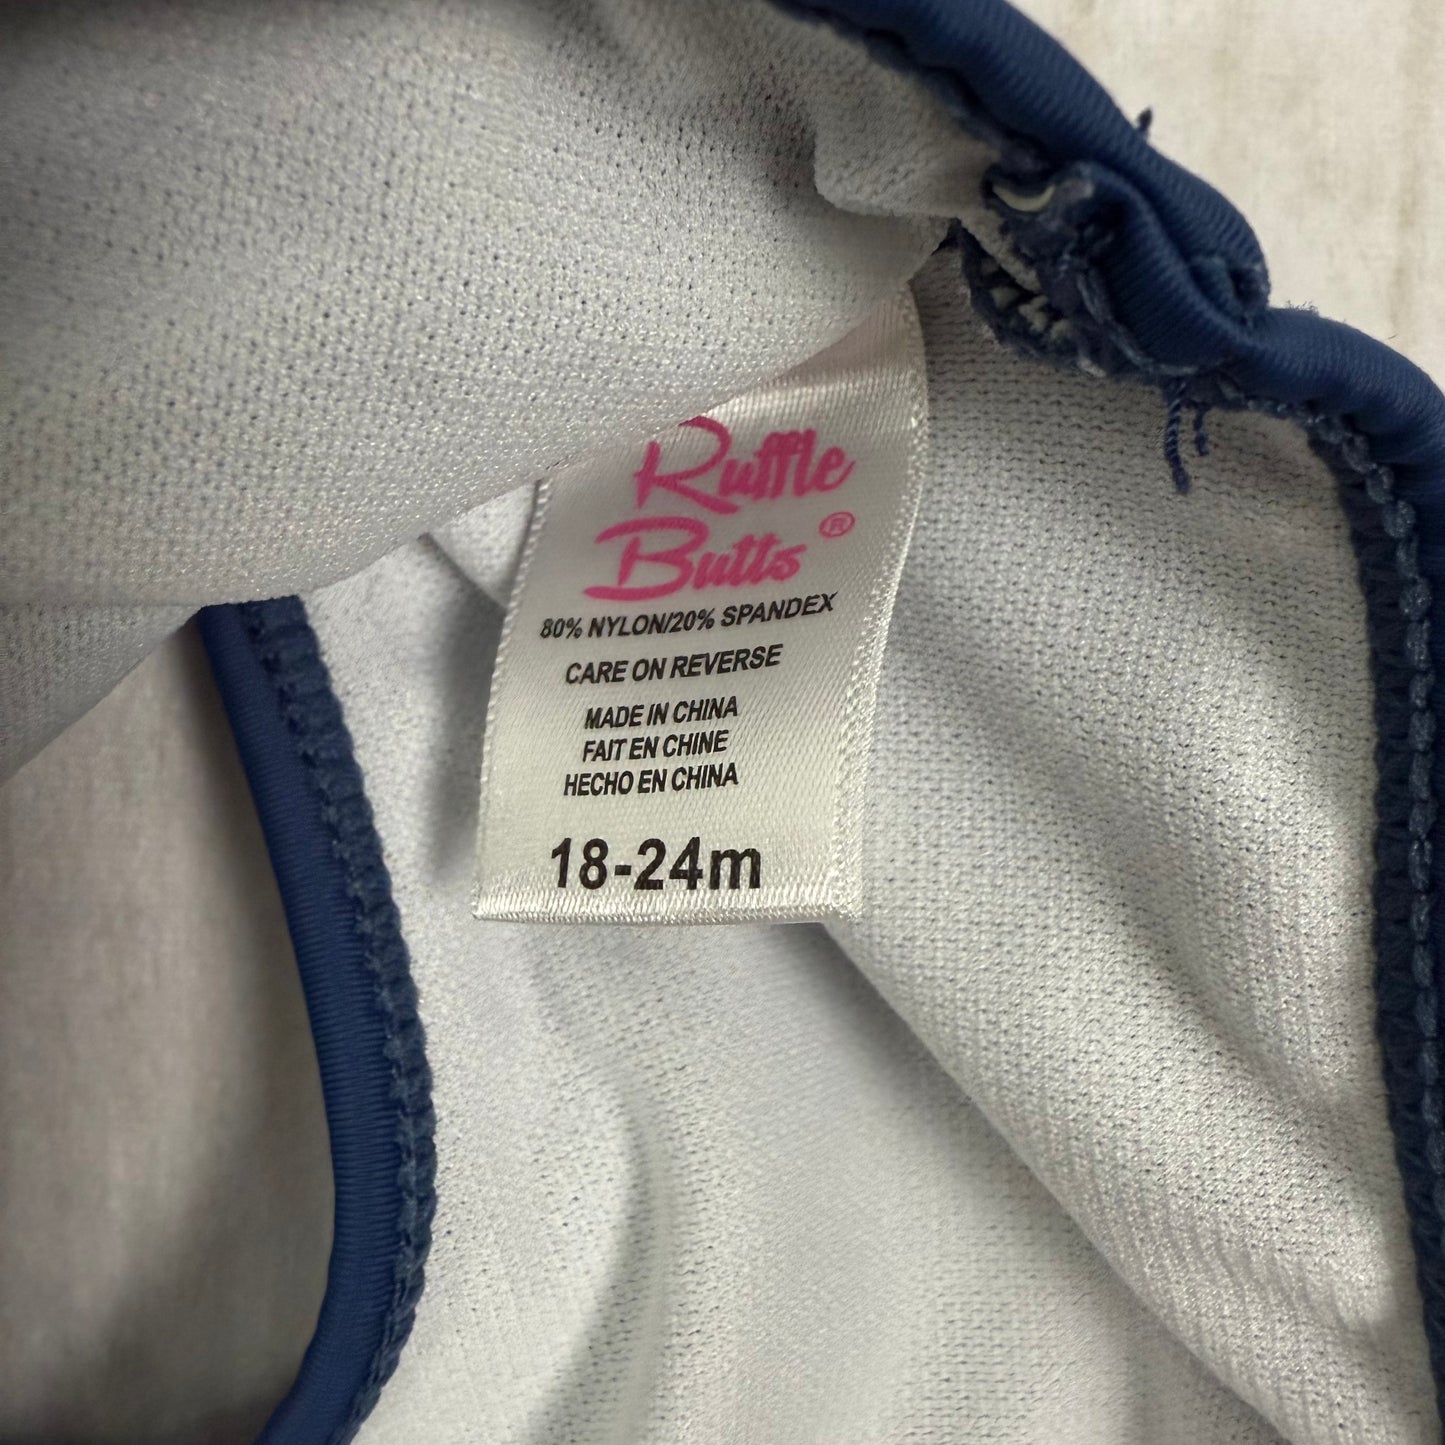 Ruffle
Butts®
80% NYLON/20% SPANDEX
CARE ON REVERSE
MADE IN CHINA
FAIT EN CHINE
HECHO EN CHINA
18-24m